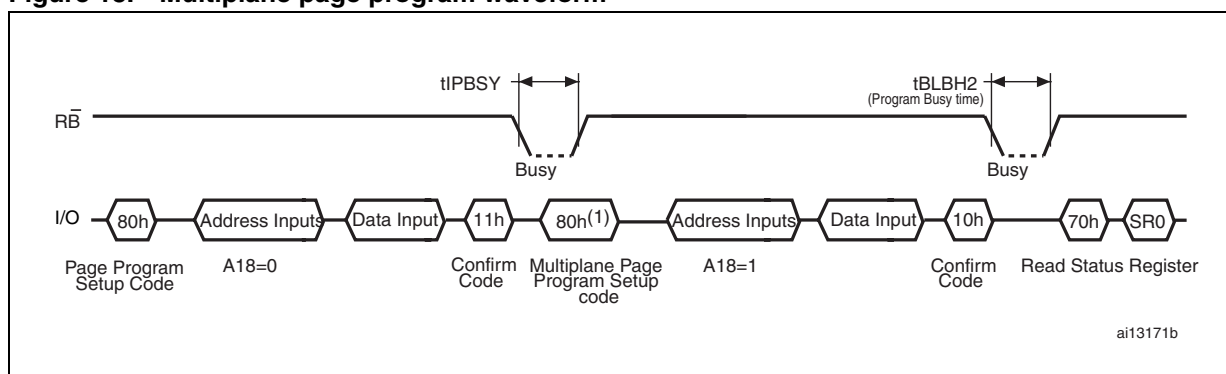 Figure Multiplane page program waveform
tIPBSY
tBLBH2
(Program Busy time)
RB̅
Busy
Busy
I/O
80h
Address Inputs
Data Input
11h
80h(1)
Address Inputs
Data Input
10h
70h
SR0
Page Program
Setup Code
A18=0
Confirm
Code
Multiplane Page
Program Setup
code
A18=1
Confirm
Code
Read Status Register
ai13171b